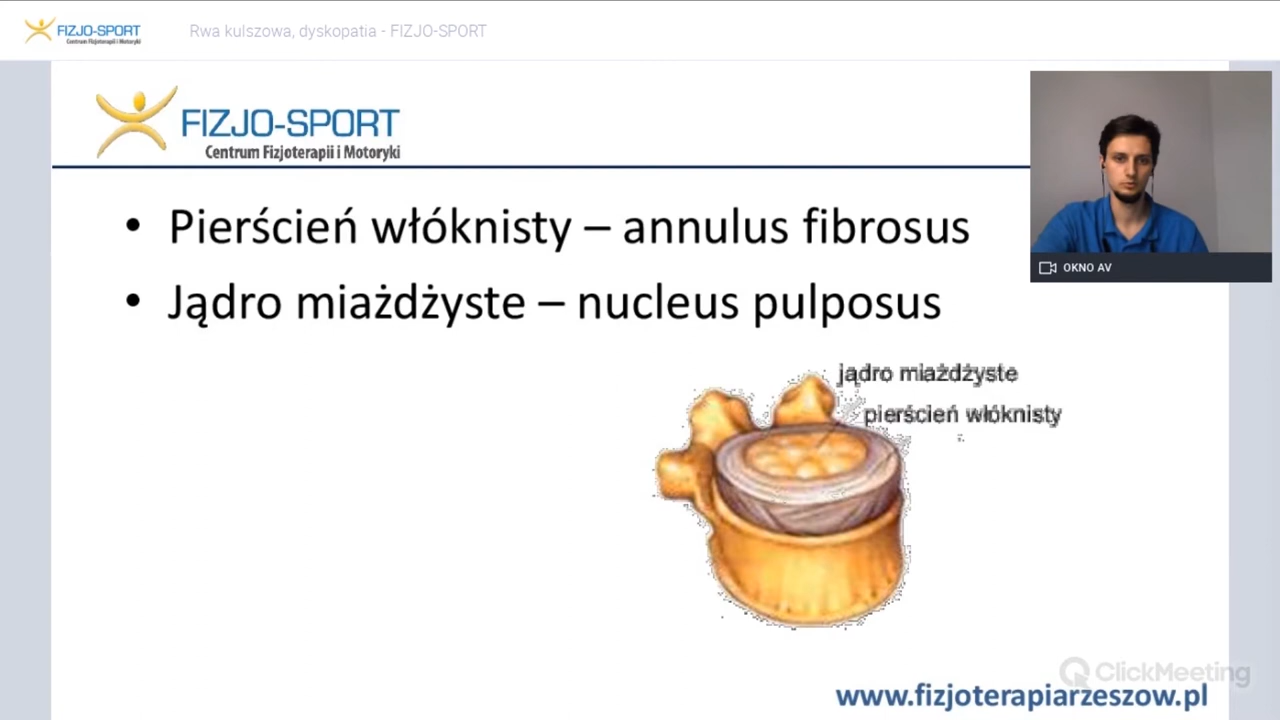 FIZJO-SPORT
Centrum Fizjoterapii i Motoryki
Rwa kulszowa, dyskopatia - FIZJO-SPORT
FIZJO-SPORT
Centrum Fizjoterapii i Motoryki
OKNO AV
• Pierścień włóknisty – annulus fibrosus
• Jądro miażdżyste – nucleus pulposus
jądro miażdżyste
pierścień włóknisty
ClickMeeting
www.fizjoterapiarzeszow.pl